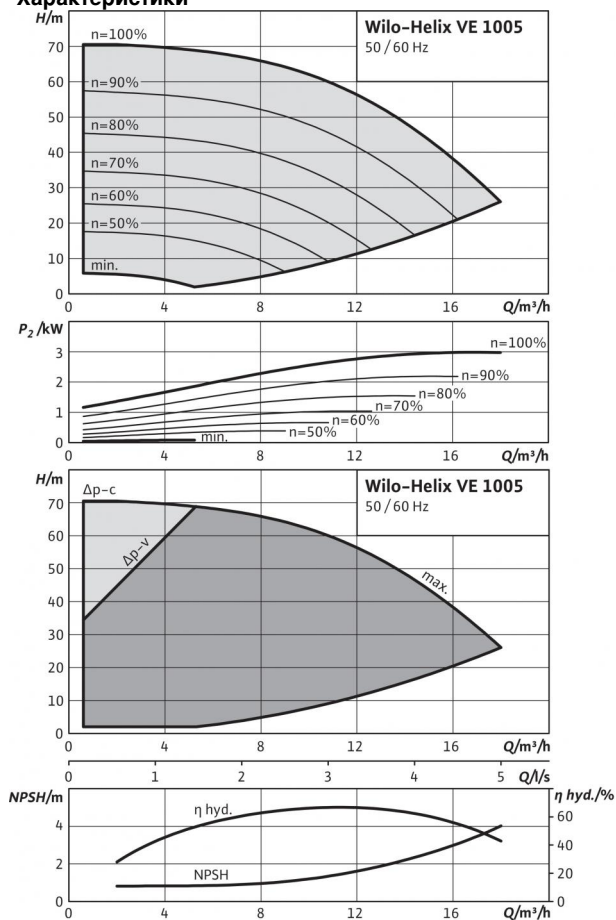 Характеристики
H/m
Wilo-Helix VE 1005
50 / 60 Hz
n=100%
70
60
n=90%
50
n=80%
40
n=70%
30
n=60%
20
n=50%
10
min.
0
0 4 8 12 16 Q/m³/h
P₂ /kW
n=100%
3
n=90%
2
n=80%
n=70%
1
n=60%
n=50%
min.
0
0 4 8 12 16 Q/m³/h
H/m
Wilo-Helix VE 1005
50 / 60 Hz
Δp-c
70
60
Δp-v
50
max.
40
30
20
10
0
0 4 8 12 16 Q/m³/h
0 1 2 3 4 5 Q/l/s
NPSH/m
η hyd./%
η hyd.
60
4
40
2
NPSH
20
0
0
0 4 8 12 16 Q/m³/h